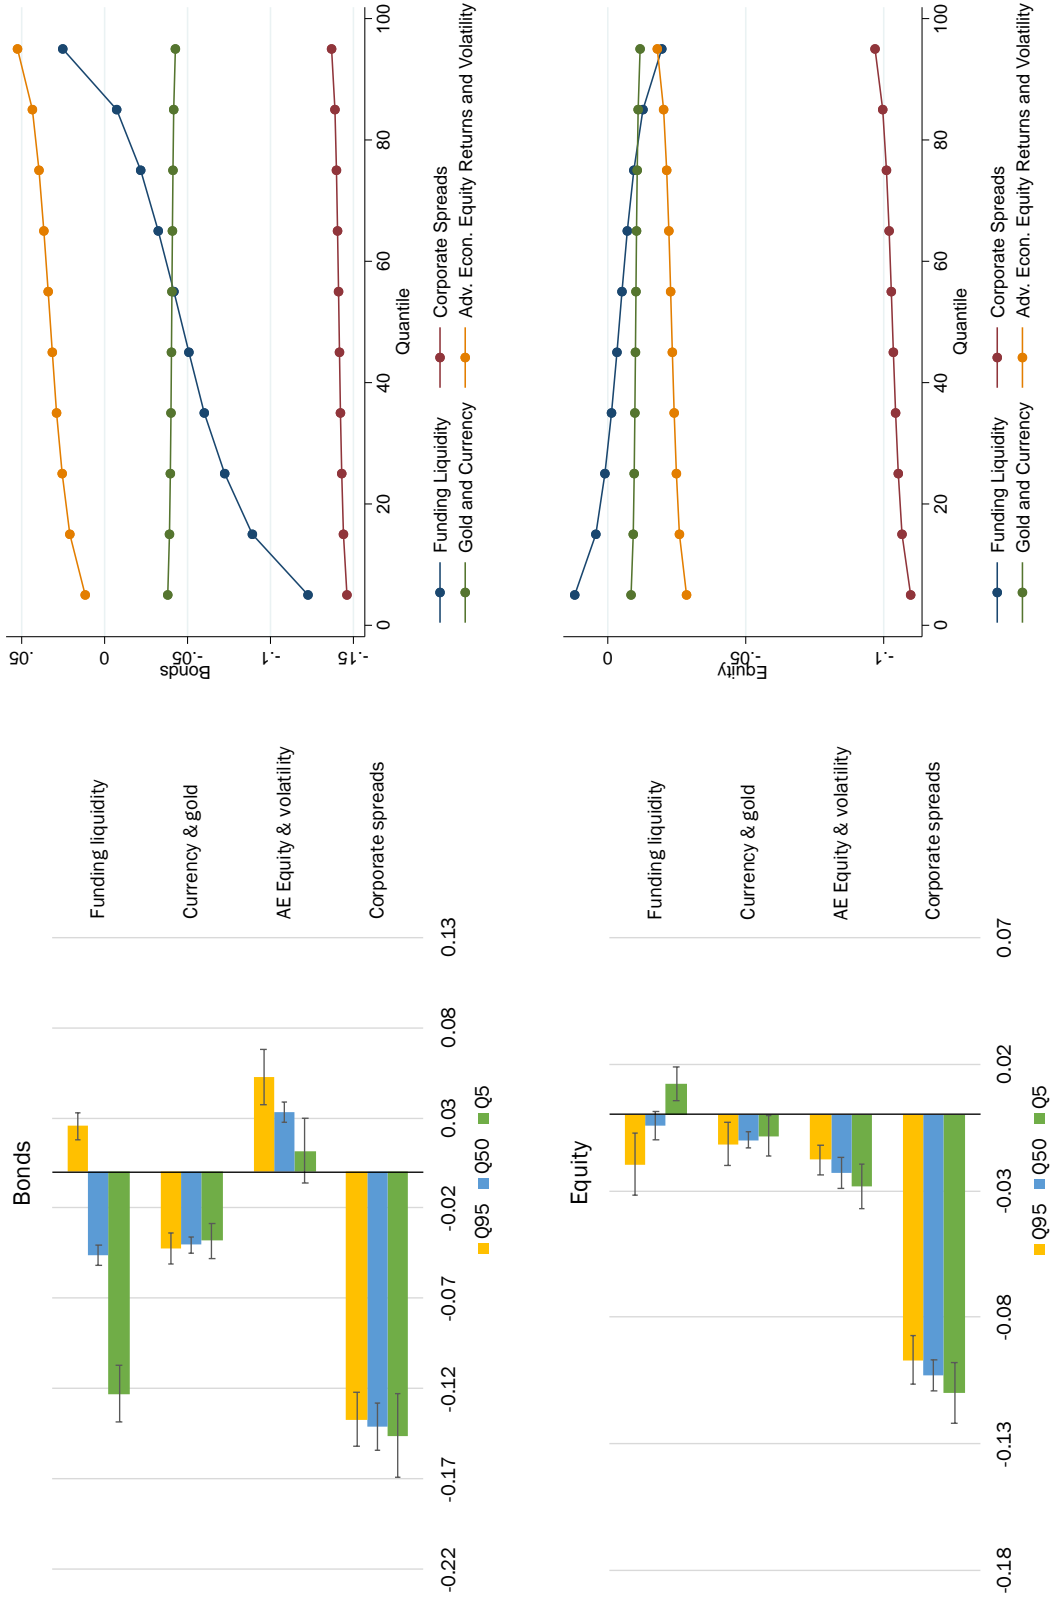 Bonds
Funding liquidity
Currency & gold
AE Equity & volatility
Corporate spreads
-0.22 -0.17 -0.12 -0.07 -0.02 0.03 0.08 0.13
Q95 Q50 Q5
Bonds
.05
0
-.05
-.1
-.15
0 20 40 60 80 100
Quantile
Funding Liquidity Corporate Spreads
Gold and Currency Adv. Econ. Equity Returns and Volatility
Equity
Funding liquidity
Currency & gold
AE Equity & volatility
Corporate spreads
-0.18 -0.13 -0.08 -0.03 0.02 0.07
Q95 Q50 Q5
Equity
0
-.05
-.1
0 20 40 60 80 100
Quantile
Funding Liquidity Corporate Spreads
Gold and Currency Adv. Econ. Equity Returns and Volatility